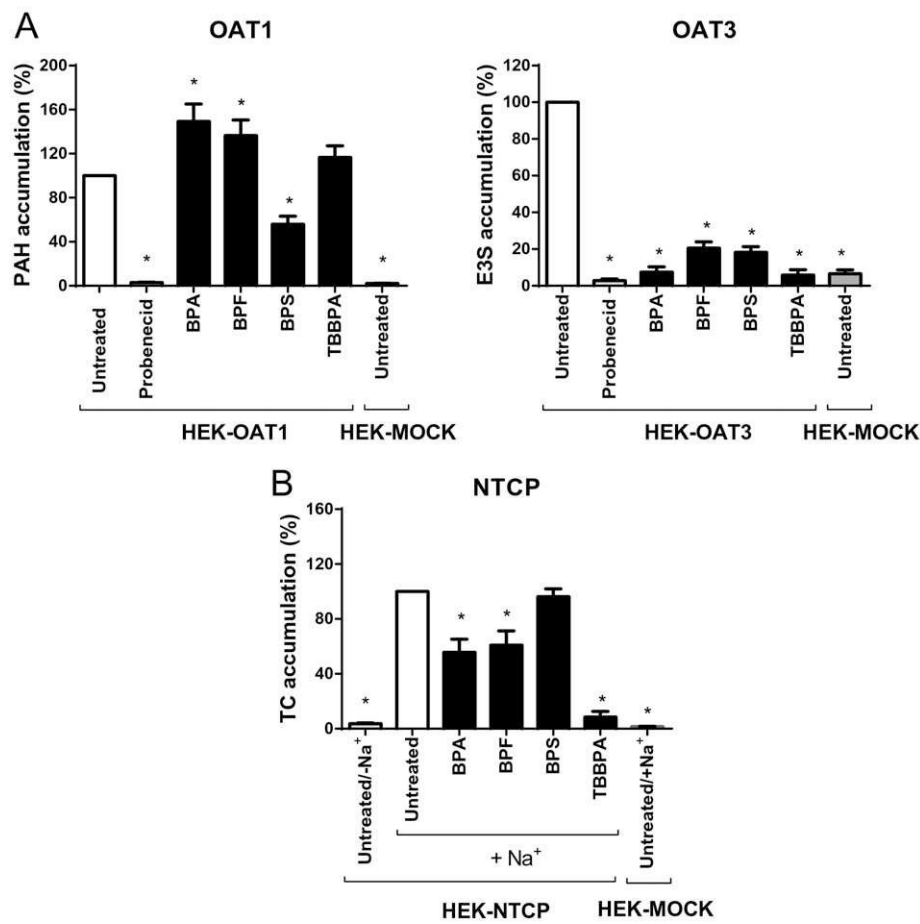 A
OAT1
PAH accumulation (%)
200
160
120
80
40
0
* * * * *
Untreated
Probenecid
BPA
BPF
BPS
TBBPA
Untreated
HEK-OAT1 HEK-MOCK
OAT3
E3S accumulation (%)
120
100
80
60
40
20
0
* * * * * *
Untreated
Probenecid
BPA
BPF
BPS
TBBPA
Untreated
HEK-OAT3 HEK-MOCK
B
NTCP
TC accumulation (%)
160
120
80
40
0
* * * * *
Untreated/-Na⁺
Untreated
BPA
BPF
BPS
TBBPA
Untreated/+Na⁺
+ Na⁺
HEK-NTCP HEK-MOCK